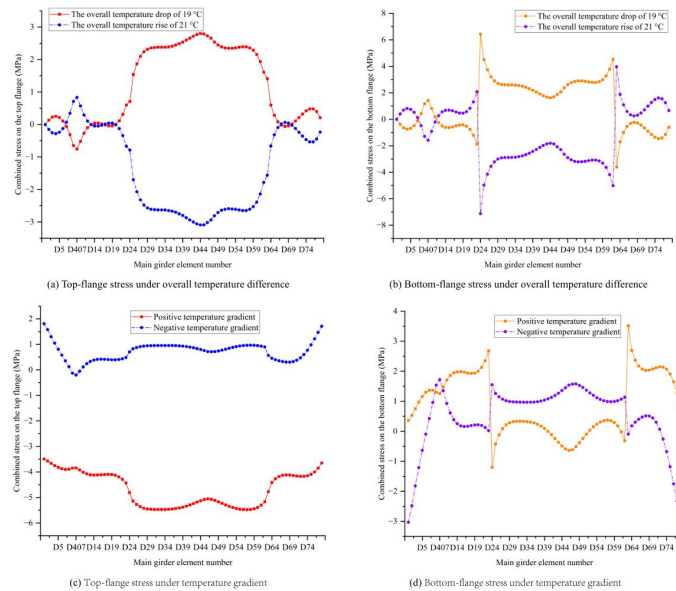 The overall temperature drop of 19 °C
The overall temperature rise of 21 °C
Combined stress on the top flange (MPa)
3
2
1
0
−1
−2
−3
D5 D407 D14 D19 D24 D29 D34 D39 D44 D49 D54 D59 D64 D69 D74
Main girder element number
(a) Top-flange stress under overall temperature difference
The overall temperature drop of 19 °C
The overall temperature rise of 21 °C
Combined stress on the bottom flange (MPa)
8
6
4
2
0
−2
−4
−6
−8
D5 D407 D14 D19 D24 D29 D34 D39 D44 D49 D54 D59 D64 D69 D74
Main girder element number
(b) Bottom-flange stress under overall temperature difference
Positive temperature gradient
Negative temperature gradient
Combined stress on the top flange (MPa)
2
1
0
−1
−2
−3
−4
−5
−6
D5 D407 D14 D19 D24 D29 D34 D39 D44 D49 D54 D59 D64 D69 D74
Main girder element number
(c) Top-flange stress under temperature gradient
Positive temperature gradient
Negative temperature gradient
Combined stress on the bottom flange (MPa)
4
3
2
1
0
−1
−2
−3
D5 D407 D14 D19 D24 D29 D34 D39 D44 D49 D54 D59 D64 D69 D74
Main girder element number
(d) Bottom-flange stress under temperature gradient